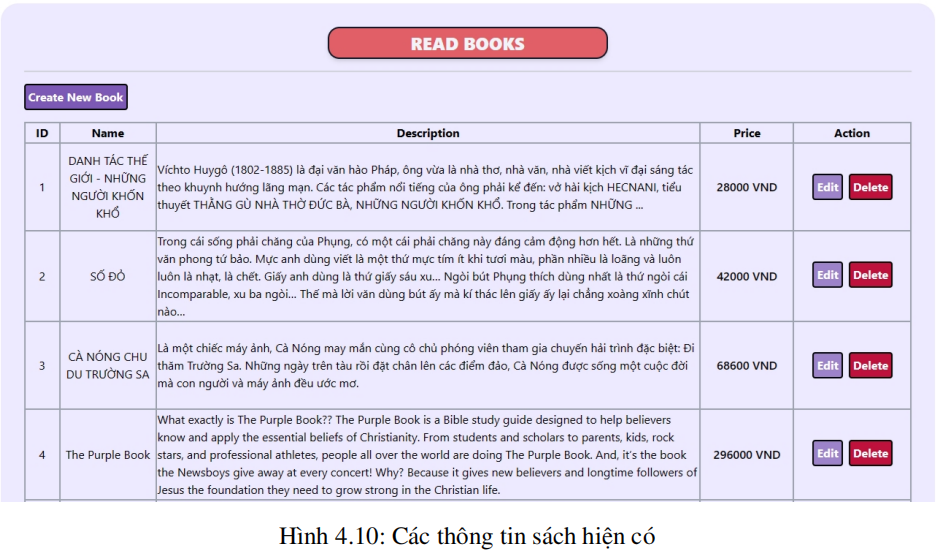 READ BOOKS
Create New Book
ID Name Description Price Action
1
DANH TÁC THẾ
GIỚI - NHỮNG
NGƯỜI KHỐN
KHỔ
Víchto Huygô (1802-1885) là đại văn hào Pháp, ông vừa là nhà thơ, nhà văn, nhà viết kịch vĩ đại sáng tác
theo khuynh hướng lãng mạn. Các tác phẩm nổi tiếng của ông phải kể đến: vở hài kịch HECNANI, tiểu
thuyết THẰNG GÙ NHÀ THỜ ĐỨC BÀ, NHỮNG NGƯỜI KHỐN KHỔ. Trong tác phẩm NHỮNG ...
28000 VND
Edit Delete
2
SỐ ĐỎ
Trong cái sống phải chăng của Phụng, có một cái phải chăng này đáng cảm động hơn hết. Là những thứ
văn phong tứ bảo. Mực anh dùng viết là một thứ mực tím ít khi tươi màu, phần nhiều là loãng và luôn
luôn là nhạt, là chết. Giấy anh dùng là thứ giấy sáu xu... Ngòi bút Phụng thích dùng nhất là thứ ngòi cái
Incomparable, xu ba ngòi... Thế mà lời văn dùng bút ấy mà kí thác lên giấy ấy lại chẳng xoàng xĩnh chút
nào...
42000 VND
Edit Delete
3
CÀ NÓNG CHU
DU TRƯỜNG SA
Là một chiếc máy ảnh, Cà Nóng may mắn cùng cô chủ phóng viên tham gia chuyến hải trình đặc biệt: Đi
thăm Trường Sa. Những ngày trên tàu rồi đặt chân lên các điểm đảo, Cà Nóng được sống một cuộc đời
mà con người và máy ảnh đều ước mơ.
68600 VND
Edit Delete
4
The Purple Book
What exactly is The Purple Book?? The Purple Book is a Bible study guide designed to help believers
know and apply the essential beliefs of Christianity. From students and scholars to parents, kids, rock
stars, and professional athletes, people all over the world are doing The Purple Book. And, it's the book
the Newsboys give away at every concert! Why? Because it gives new believers and longtime followers of
Jesus the foundation they need to grow strong in the Christian life.
296000 VND
Edit Delete
Hình 4.10: Các thông tin sách hiện có